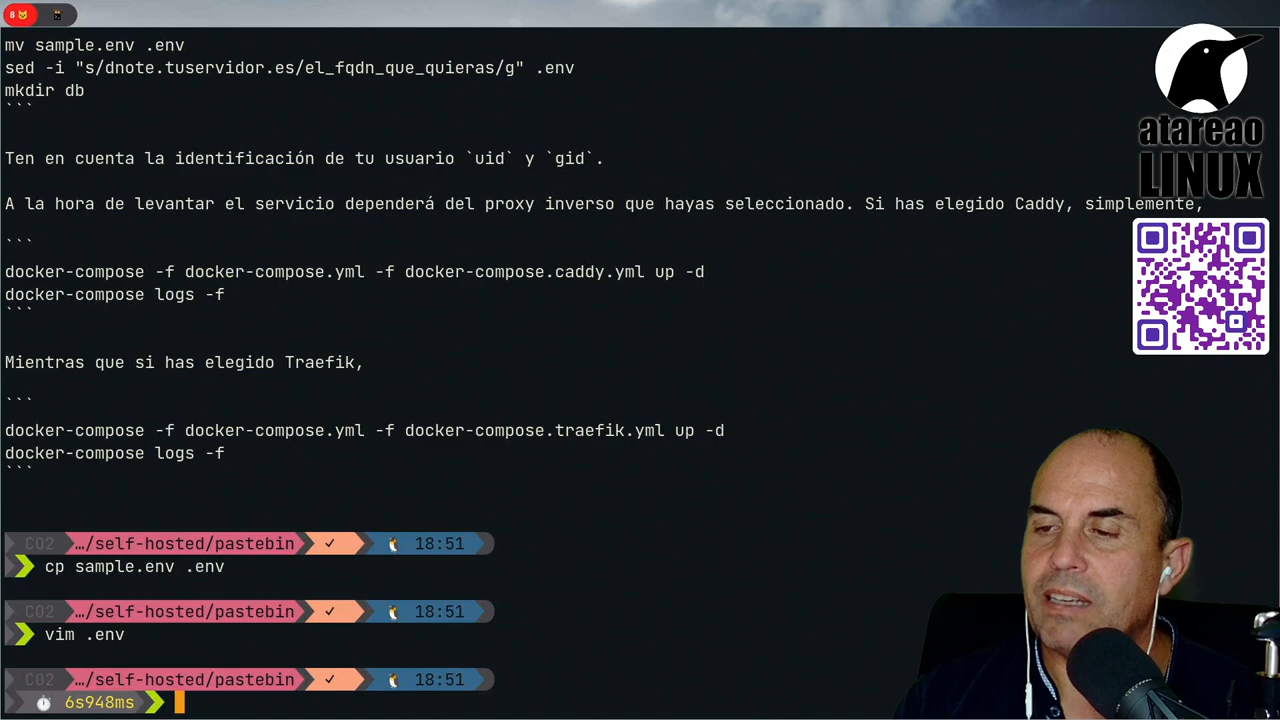 8
mv sample.env .env
sed -i "s/dnote.tuservidor.es/el_fqdn_que_quieras/g" .env
mkdir db
```
Ten en cuenta la identificación de tu usuario `uid` y `gid`.
A la hora de levantar el servicio dependerá del proxy inverso que hayas seleccionado. Si has elegido Caddy, simplemente,
```
docker-compose -f docker-compose.yml -f docker-compose.caddy.yml up -d
docker-compose logs -f
```
Mientras que si has elegido Traefik,
```
docker-compose -f docker-compose.yml -f docker-compose.traefik.yml up -d
docker-compose logs -f
```
CO2 …/self-hosted/pastebin ✓ 18:51
cp sample.env .env
CO2 …/self-hosted/pastebin ✓ 18:51
vim .env
CO2 …/self-hosted/pastebin ✓ 18:51
6s948ms
atareao
LINUX